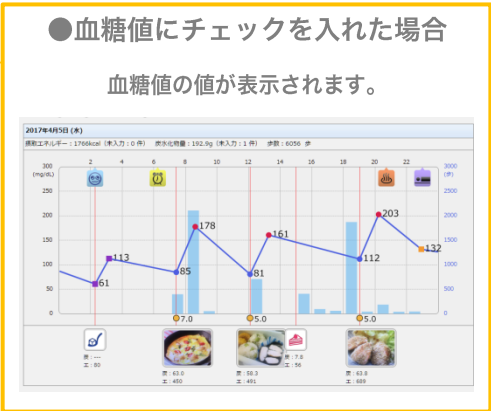 ●血糖値にチェックを入れた場合
血糖値の値が表示されます。
2017年4月5日 (水)
摂取エネルギー：1766kcal（未入力：0 件） 炭水化物量：192.9g（未入力：1 件） 歩数：6056 歩
2 4 6 8 10 12 14 16 18 20 22
300 3000
(mg/dL) (歩)
250 2500
200 2000
150 1500
100 1000
50 500
0 0
61 113 85 178 81 161 112 203 132
7.0 5.0 5.0
炭：--- 炭：63.0 炭：58.3 炭：7.8 炭：63.8
エ：80 エ：450 エ：491 エ：56 エ：689